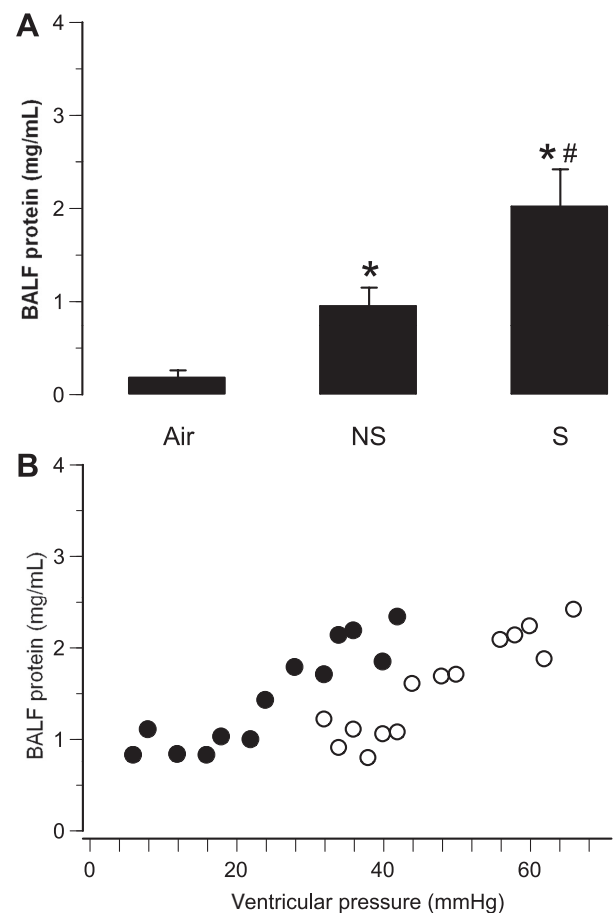 A
BALF protein (mg/mL)
4
3
2
1
0
*
* #
Air NS S
B
BALF protein (mg/mL)
4
3
2
1
0
0 20 40 60
Ventricular pressure (mmHg)